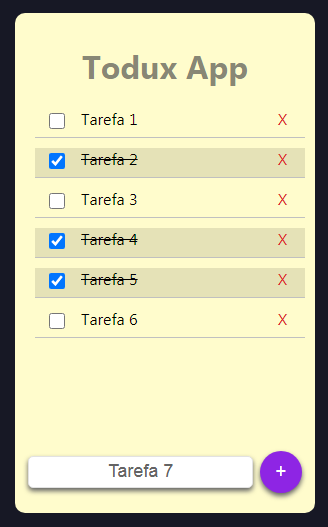 Todux App
Tarefa 1 X
Tarefa 2
Tarefa 3 X
Tarefa 4 X
Tarefa 5 X
Tarefa 6 X
Tarefa 7 +